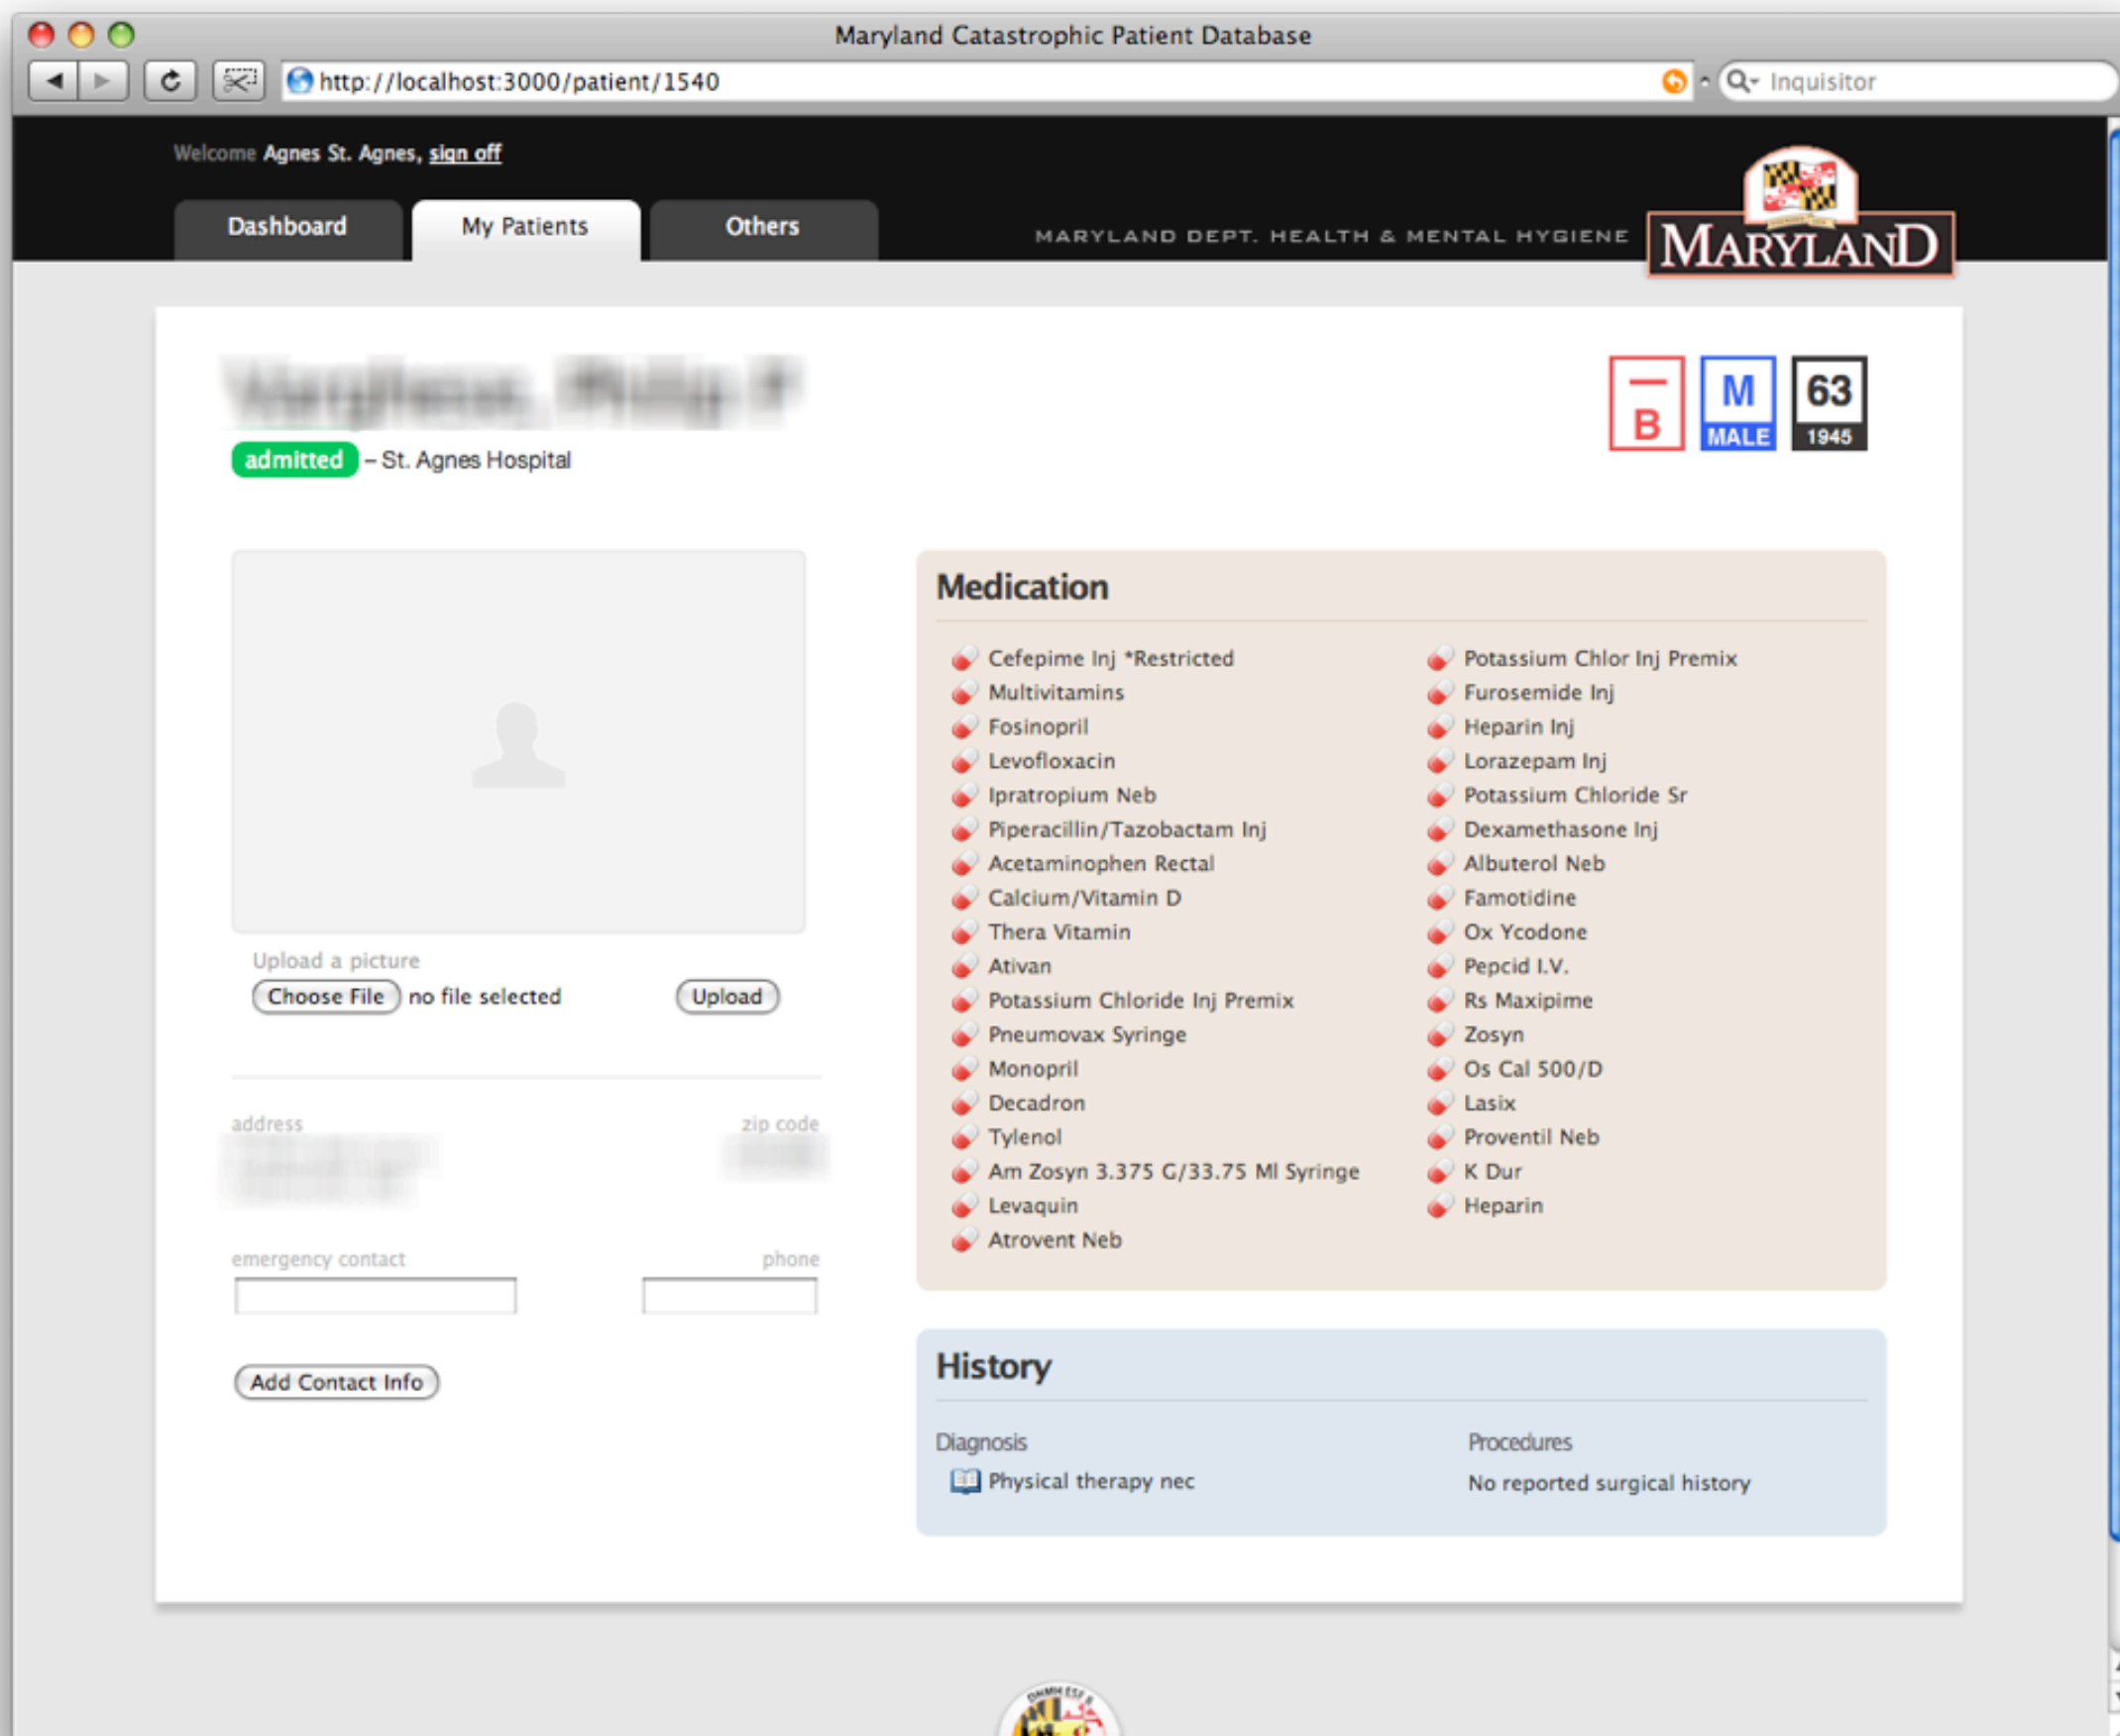 Maryland Catastrophic Patient Database
http://localhost:3000/patient/1540
Inquisitor
Welcome Agnes St. Agnes, sign off
Dashboard
My Patients
Others
MARYLAND DEPT. HEALTH & MENTAL HYGIENE
MARYLAND
— B
M MALE
63 1945
admitted – St. Agnes Hospital
Upload a picture
Choose File no file selected
Upload
address
zip code
emergency contact
phone
Add Contact Info
Medication
Cefepime Inj *Restricted
Multivitamins
Fosinopril
Levofloxacin
Ipratropium Neb
Piperacillin/Tazobactam Inj
Acetaminophen Rectal
Calcium/Vitamin D
Thera Vitamin
Ativan
Potassium Chloride Inj Premix
Pneumovax Syringe
Monopril
Decadron
Tylenol
Am Zosyn 3.375 G/33.75 Ml Syringe
Levaquin
Atrovent Neb
Potassium Chlor Inj Premix
Furosemide Inj
Heparin Inj
Lorazepam Inj
Potassium Chloride Sr
Dexamethasone Inj
Albuterol Neb
Famotidine
Ox Ycodone
Pepcid I.V.
Rs Maxipime
Zosyn
Os Cal 500/D
Lasix
Proventil Neb
K Dur
Heparin
History
Diagnosis
Physical therapy nec
Procedures
No reported surgical history
DHMH ESF 8